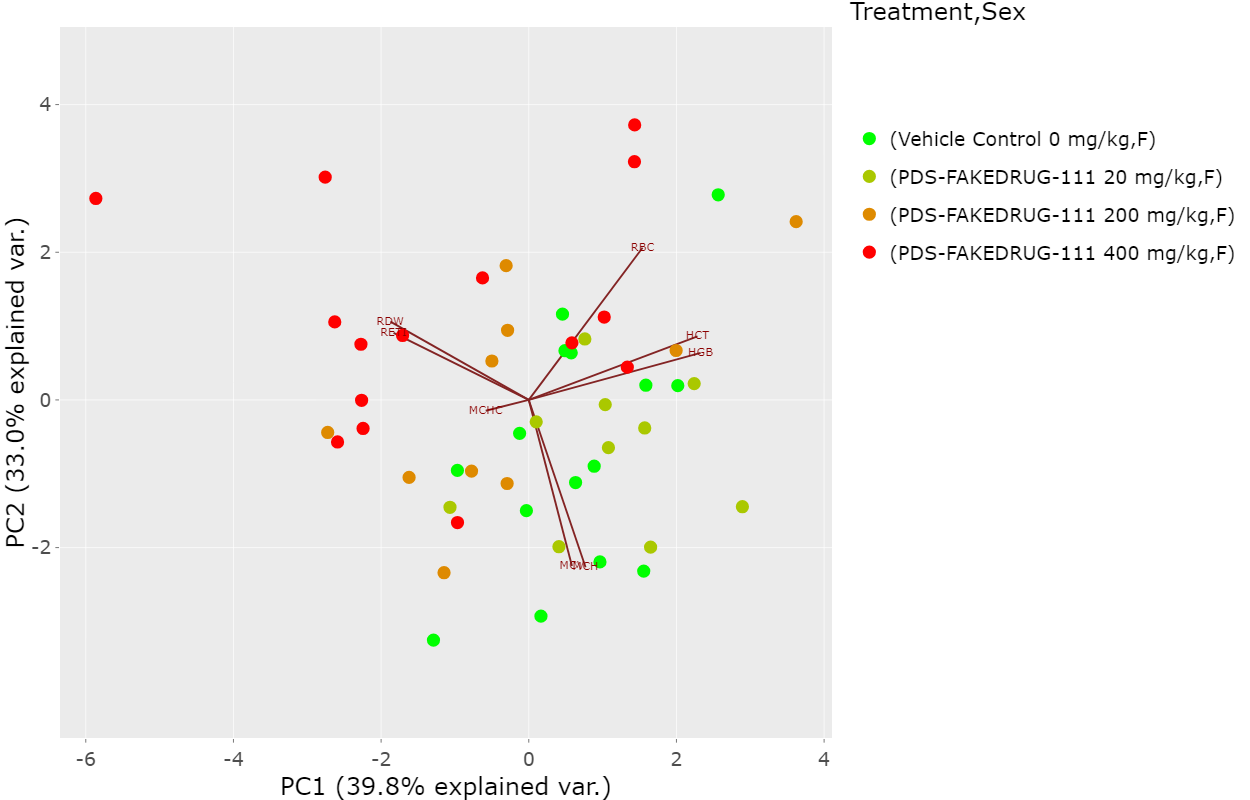 Treatment,Sex
(Vehicle Control 0 mg/kg,F)
(PDS-FAKEDRUG-111 20 mg/kg,F)
(PDS-FAKEDRUG-111 200 mg/kg,F)
(PDS-FAKEDRUG-111 400 mg/kg,F)
PC2 (33.0% explained var.)
4
2
0
-2
RBC
RDW
HCT
HGB
MCHC
MCH
-6
-4
-2
0
2
4
PC1 (39.8% explained var.)